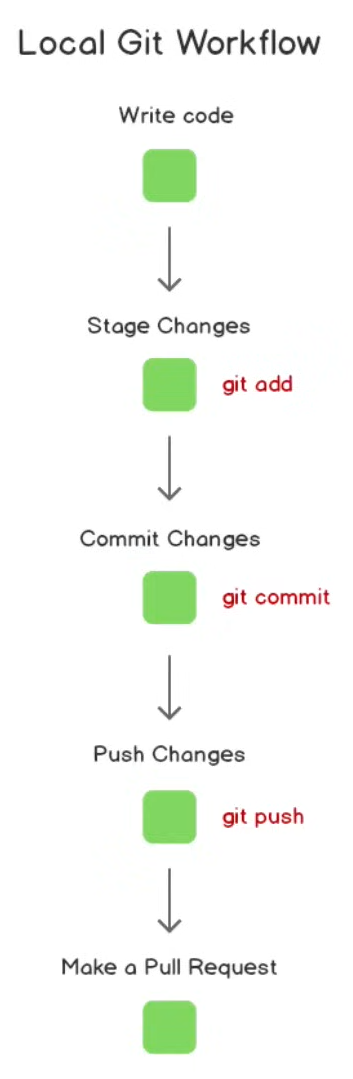 Local Git Workflow
Write code
Stage Changes
git add
Commit Changes
git commit
Push Changes
git push
Make a Pull Request